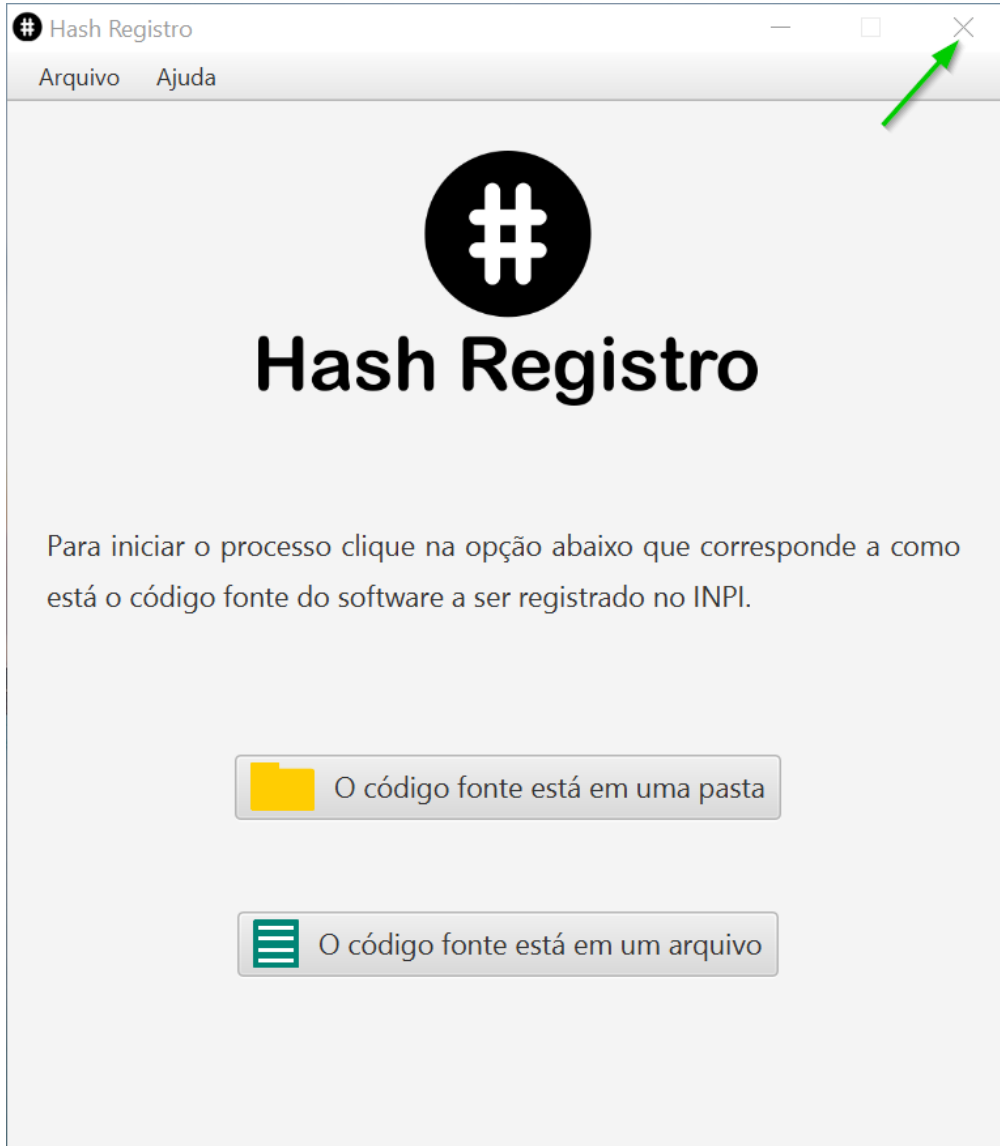 Hash Registro
Arquivo Ajuda
#
Hash Registro
Para iniciar o processo clique na opção abaixo que corresponde a como
está o código fonte do software a ser registrado no INPI.
O código fonte está em uma pasta
O código fonte está em um arquivo